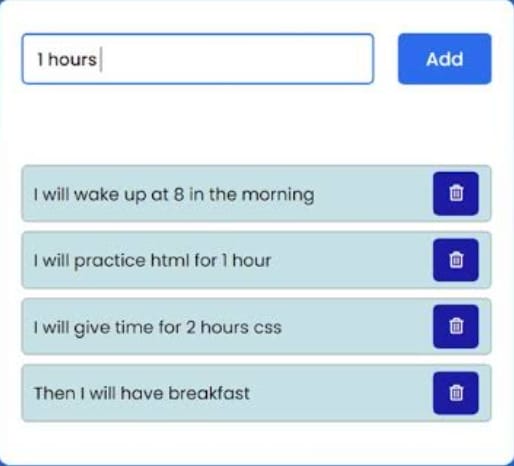 1 hours
Add
I will wake up at 8 in the morning
I will practice html for 1 hour
I will give time for 2 hours css
Then I will have breakfast